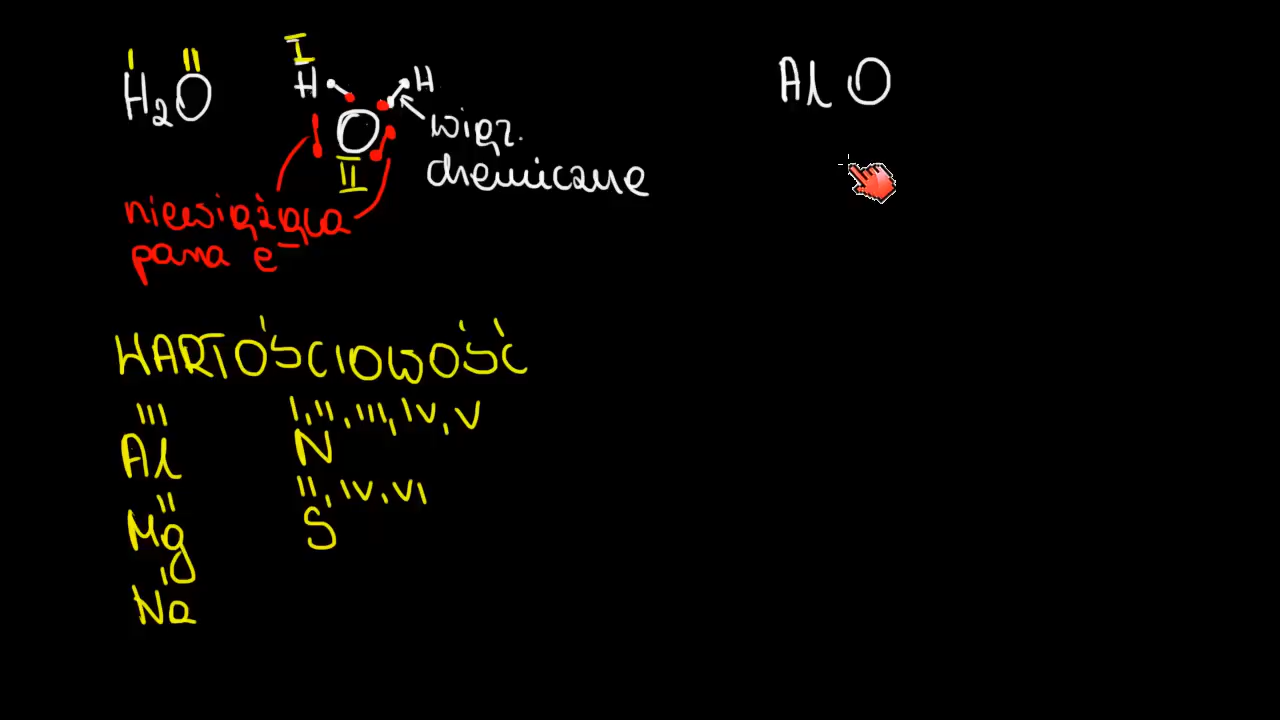 I II
H₂O
I
H H
O
II
wiąz.
chemiczne
niewiążąca
para e⁻
Al O
WARTOŚCIOWOŚĆ
III
Al
I, II, III, IV, V
N
II
Mg
II, IV, VI
S
I
Na